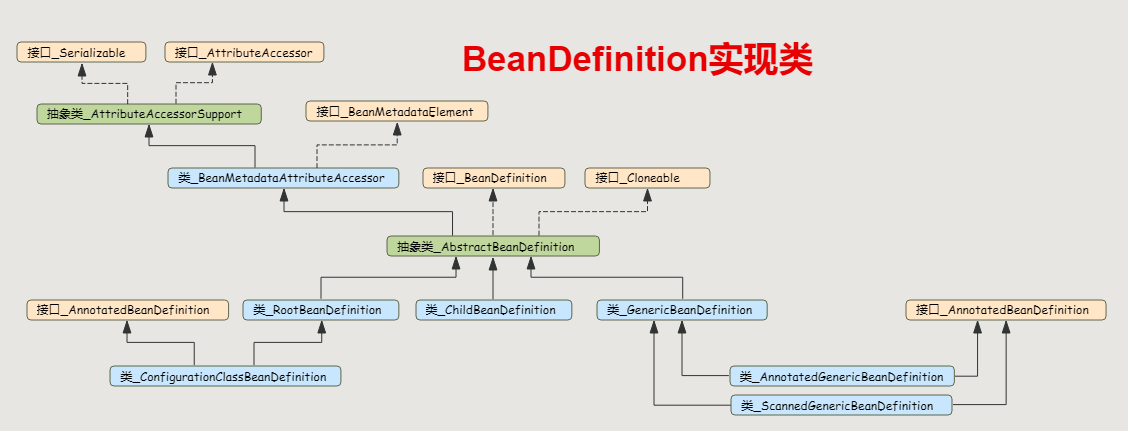 BeanDefinition实现类
接口_Serializable
接口_AttributeAccessor
抽象类_AttributeAccessorSupport
接口_BeanMetadataElement
类_BeanMetadataAttributeAccessor
接口_BeanDefinition
接口_Cloneable
抽象类_AbstractBeanDefinition
接口_AnnotatedBeanDefinition
类_RootBeanDefinition
类_ChildBeanDefinition
类_GenericBeanDefinition
接口_AnnotatedBeanDefinition
类_ConfigurationClassBeanDefinition
类_AnnotatedGenericBeanDefinition
类_ScannedGenericBeanDefinition